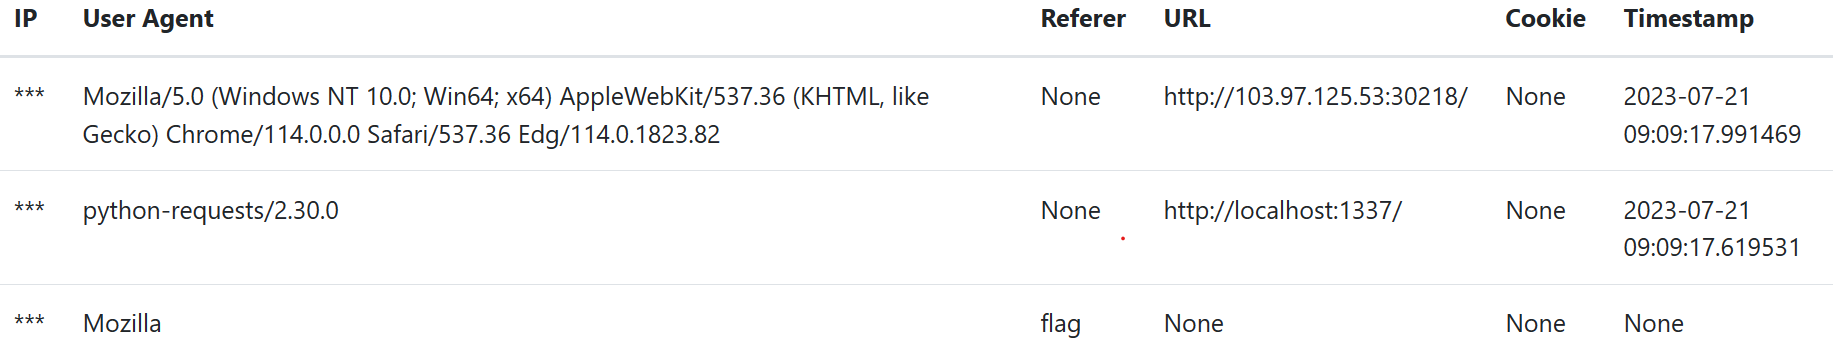 IP User Agent Referer URL Cookie Timestamp
*** Mozilla/5.0 (Windows NT 10.0; Win64; x64) AppleWebKit/537.36 (KHTML, like None http://103.97.125.53:30218/ None 2023-07-21
Gecko) Chrome/114.0.0.0 Safari/537.36 Edg/114.0.1823.82 09:09:17.991469
*** python-requests/2.30.0 None http://localhost:1337/ None 2023-07-21
09:09:17.619531
*** Mozilla flag None None None